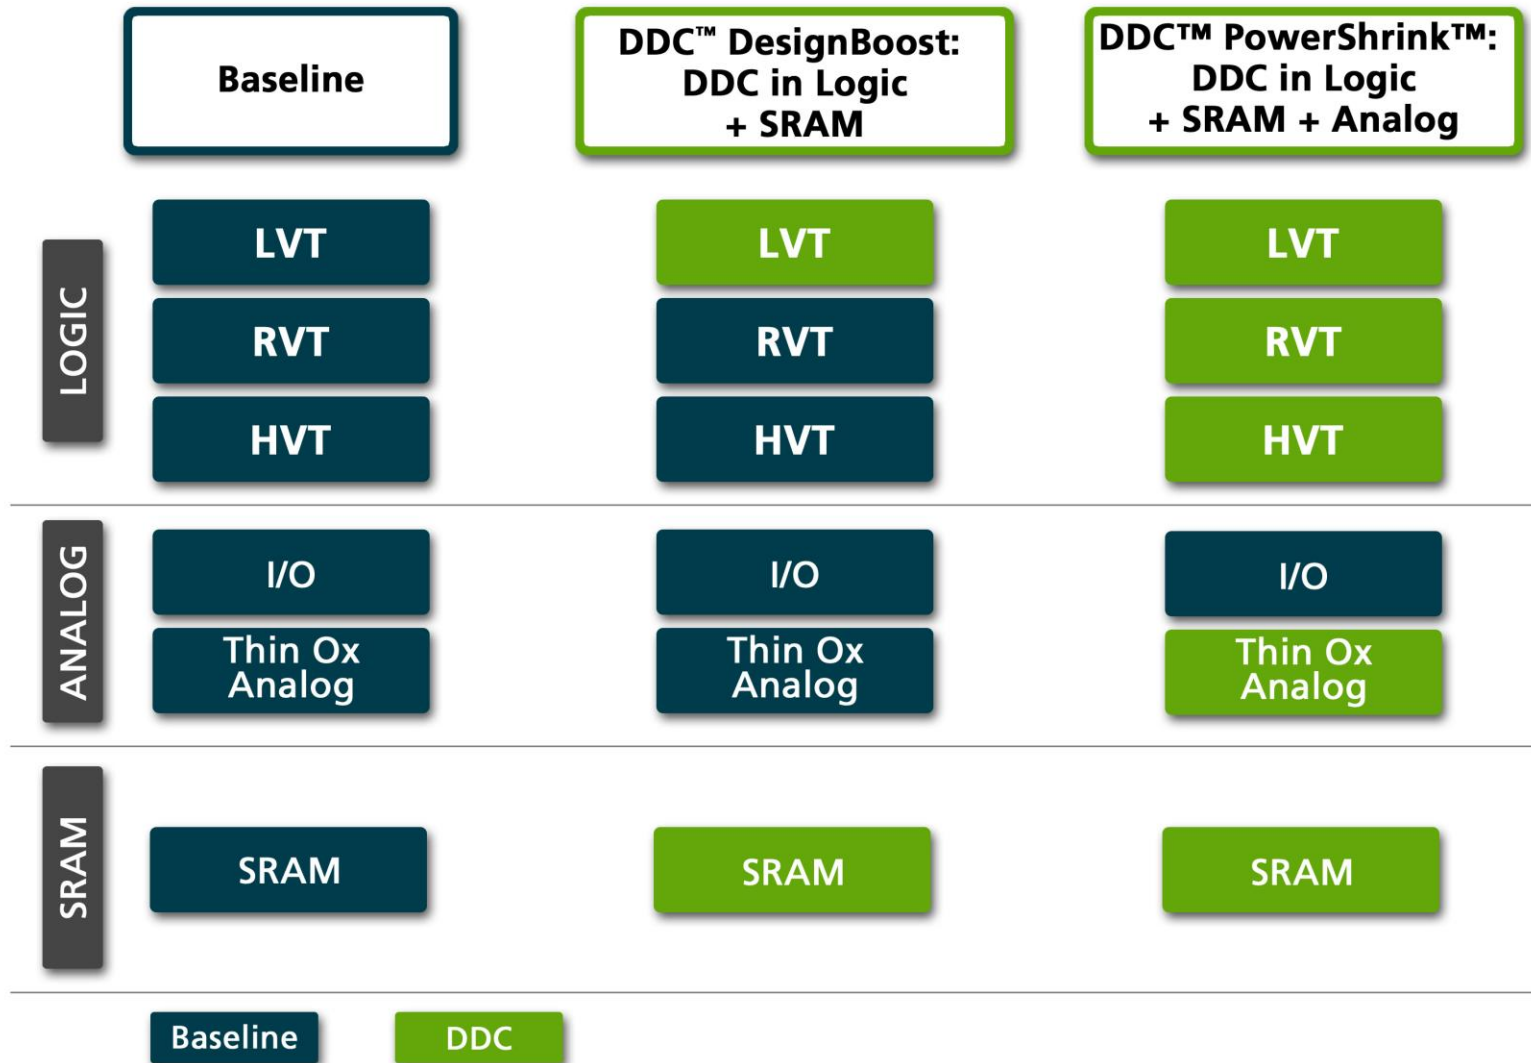 Baseline
DDC™ DesignBoost:
DDC in Logic
+ SRAM
DDC™ PowerShrink™:
DDC in Logic
+ SRAM + Analog
LOGIC
LVT
LVT
LVT
RVT
RVT
RVT
HVT
HVT
HVT
ANALOG
I/O
I/O
I/O
Thin Ox
Analog
Thin Ox
Analog
Thin Ox
Analog
SRAM
SRAM
SRAM
SRAM
Baseline
DDC